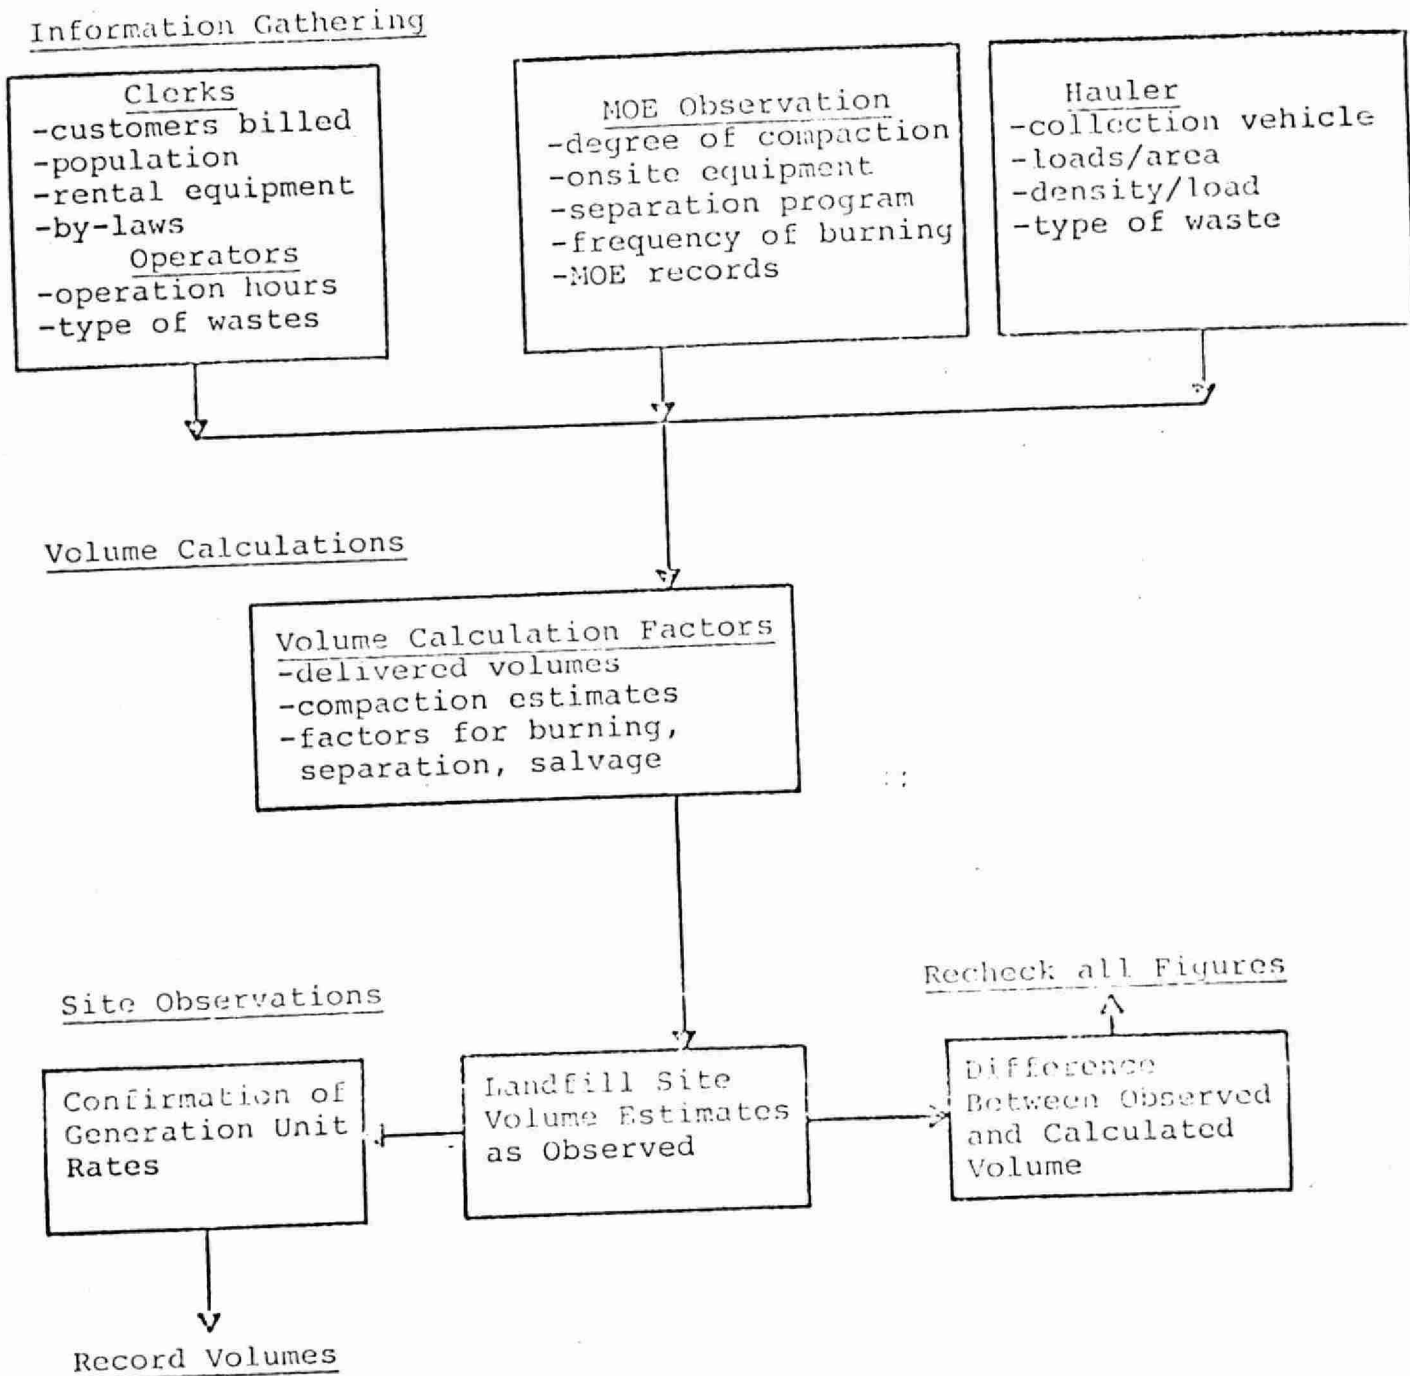 Information Gathering
Clerks
-customers billed
-population
-rental equipment
-by-laws
Operators
-operation hours
-type of wastes
MOE Observation
-degree of compaction
-onsite equipment
-separation program
-frequency of burning
-MOE records
Hauler
-collection vehicle
-loads/area
-density/load
-type of waste
Volume Calculations
Volume Calculation Factors
-delivered volumes
-compaction estimates
-factors for burning,
separation, salvage
Site Observations
Recheck all Figures
Confirmation of
Generation Unit
Rates
Landfill Site
Volume Estimates
as Observed
Difference
Between Observed
and Calculated
Volume
Record Volumes